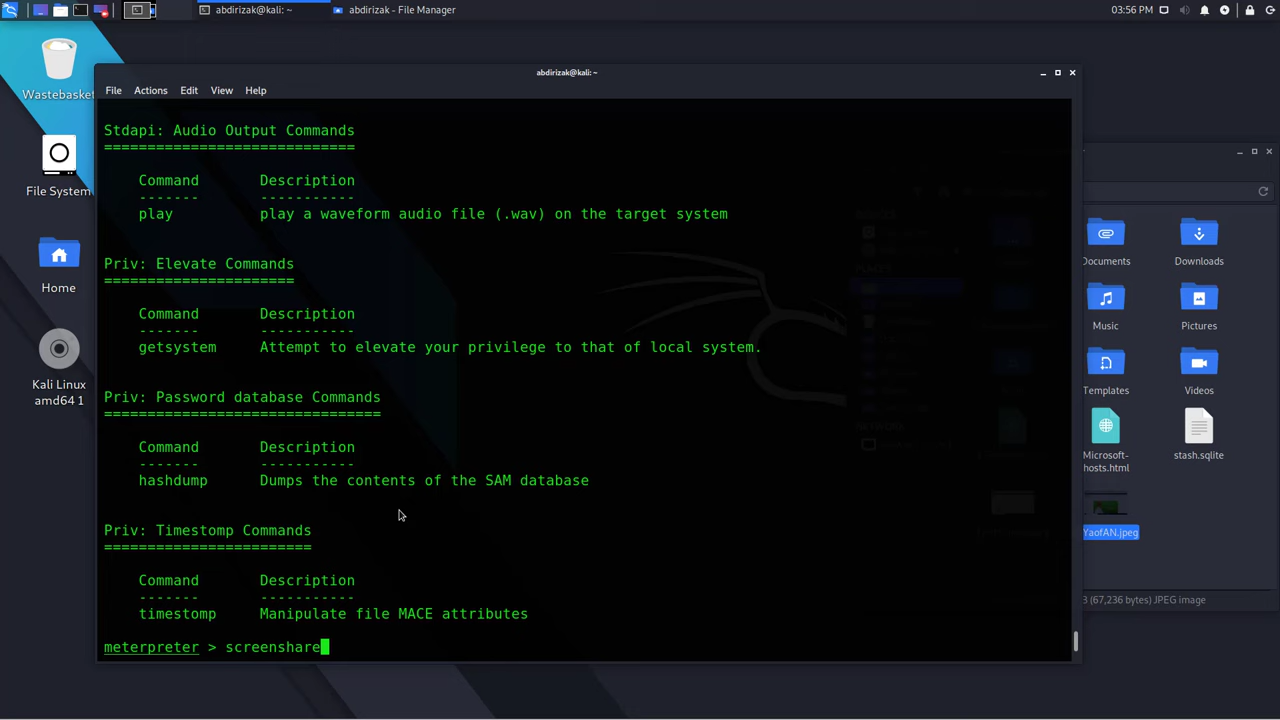 abdirizak@kali: ~
abdirizak - File Manager
03:56 PM
Wastebasket
File System
Home
Kali Linux
amd64 1
abdirizak@kali: ~
File Actions Edit View Help
Stdapi: Audio Output Commands
=============================
Command Description
------- -----------
play play a waveform audio file (.wav) on the target system
Priv: Elevate Commands
======================
Command Description
------- -----------
getsystem Attempt to elevate your privilege to that of local system.
Priv: Password database Commands
================================
Command Description
------- -----------
hashdump Dumps the contents of the SAM database
Priv: Timestomp Commands
========================
Command Description
------- -----------
timestomp Manipulate file MACE attributes
meterpreter > screenshare
Documents
Downloads
Music
Pictures
Templates
Videos
Microsoft-
hosts.html
stash.sqlite
YaofAN.jpeg
(67,236 bytes) JPEG image